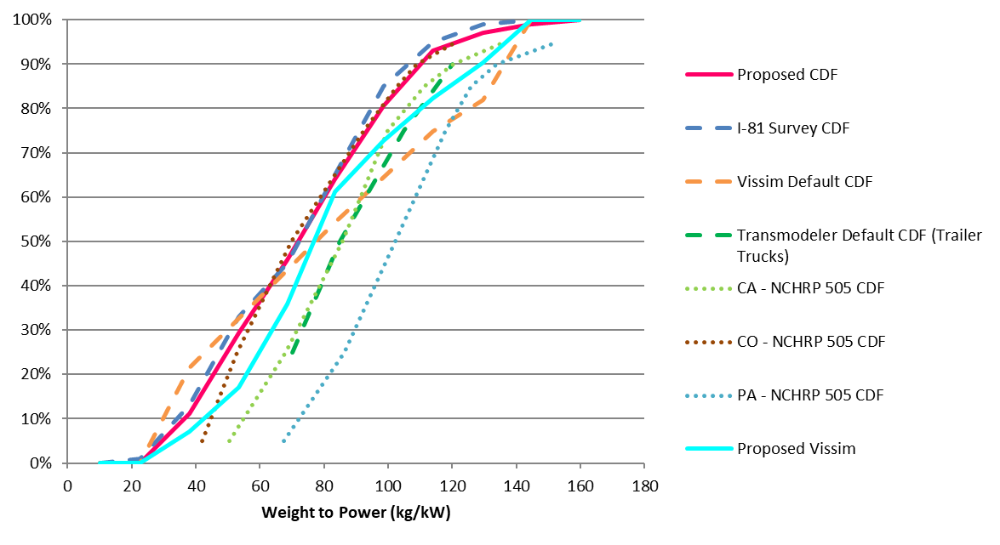 100%
90%
80%
70%
60%
50%
40%
30%
20%
10%
0%
0 20 40 60 80 100 120 140 160 180
Weight to Power (kg/kW)
Proposed CDF
I-81 Survey CDF
Vissim Default CDF
Transmodeler Default CDF (Trailer
Trucks)
CA - NCHRP 505 CDF
CO - NCHRP 505 CDF
PA - NCHRP 505 CDF
Proposed Vissim